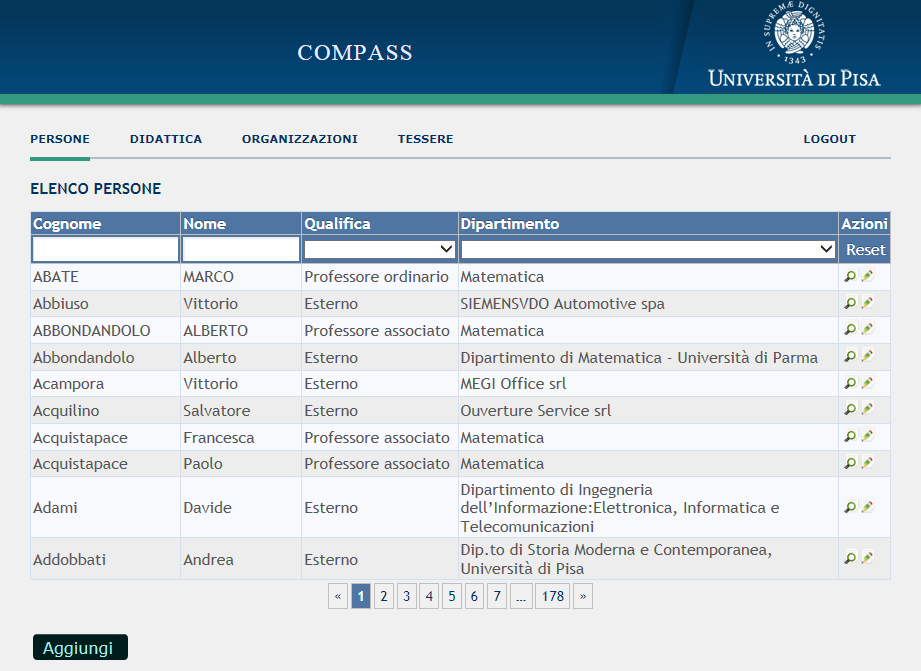 COMPASS
IN SUPREMÆ DIGNITATIS
·1343·
UNIVERSITÀ DI PISA
PERSONE DIDATTICA ORGANIZZAZIONI TESSERE LOGOUT
ELENCO PERSONE
Cognome Nome Qualifica Dipartimento Azioni
Reset
ABATE MARCO Professore ordinario Matematica
Abbiuso Vittorio Esterno SIEMENSVDO Automotive spa
ABBONDANDOLO ALBERTO Professore associato Matematica
Abbondandolo Alberto Esterno Dipartimento di Matematica - Università di Parma
Acampora Vittorio Esterno MEGI Office srl
Acquilino Salvatore Esterno Ouverture Service srl
Acquistapace Francesca Professore associato Matematica
Acquistapace Paolo Professore associato Matematica
Adami Davide Esterno Dipartimento di Ingegneria
dell’Informazione:Elettronica, Informatica e
Telecomunicazioni
Addobbati Andrea Esterno Dip.to di Storia Moderna e Contemporanea,
Università di Pisa
« 1 2 3 4 5 6 7 ... 178 »
Aggiungi